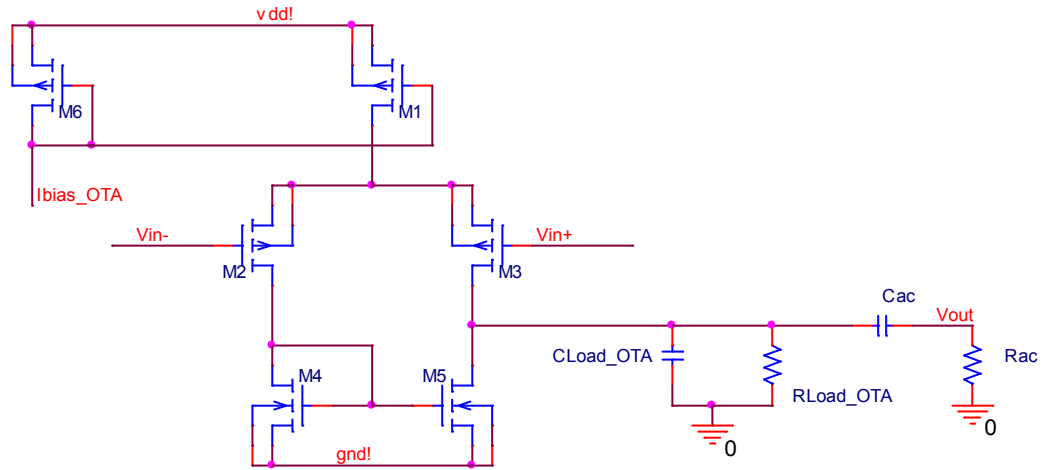 vdd!
M6
M1
Ibias_OTA
Vin-
Vin+
M2
M3
Cac
Vout
CLoad_OTA
Rac
M4
M5
RLoad_OTA
0
0
gnd!